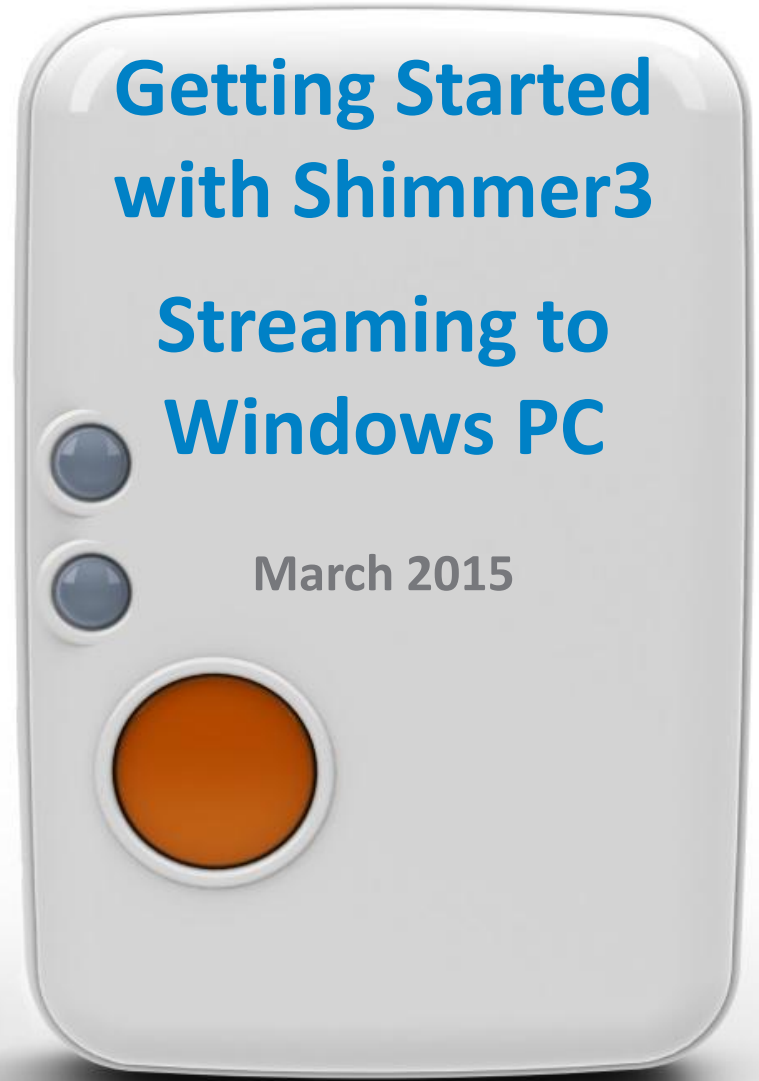 Getting Started
with Shimmer3
Streaming to
Windows PC
March 2015